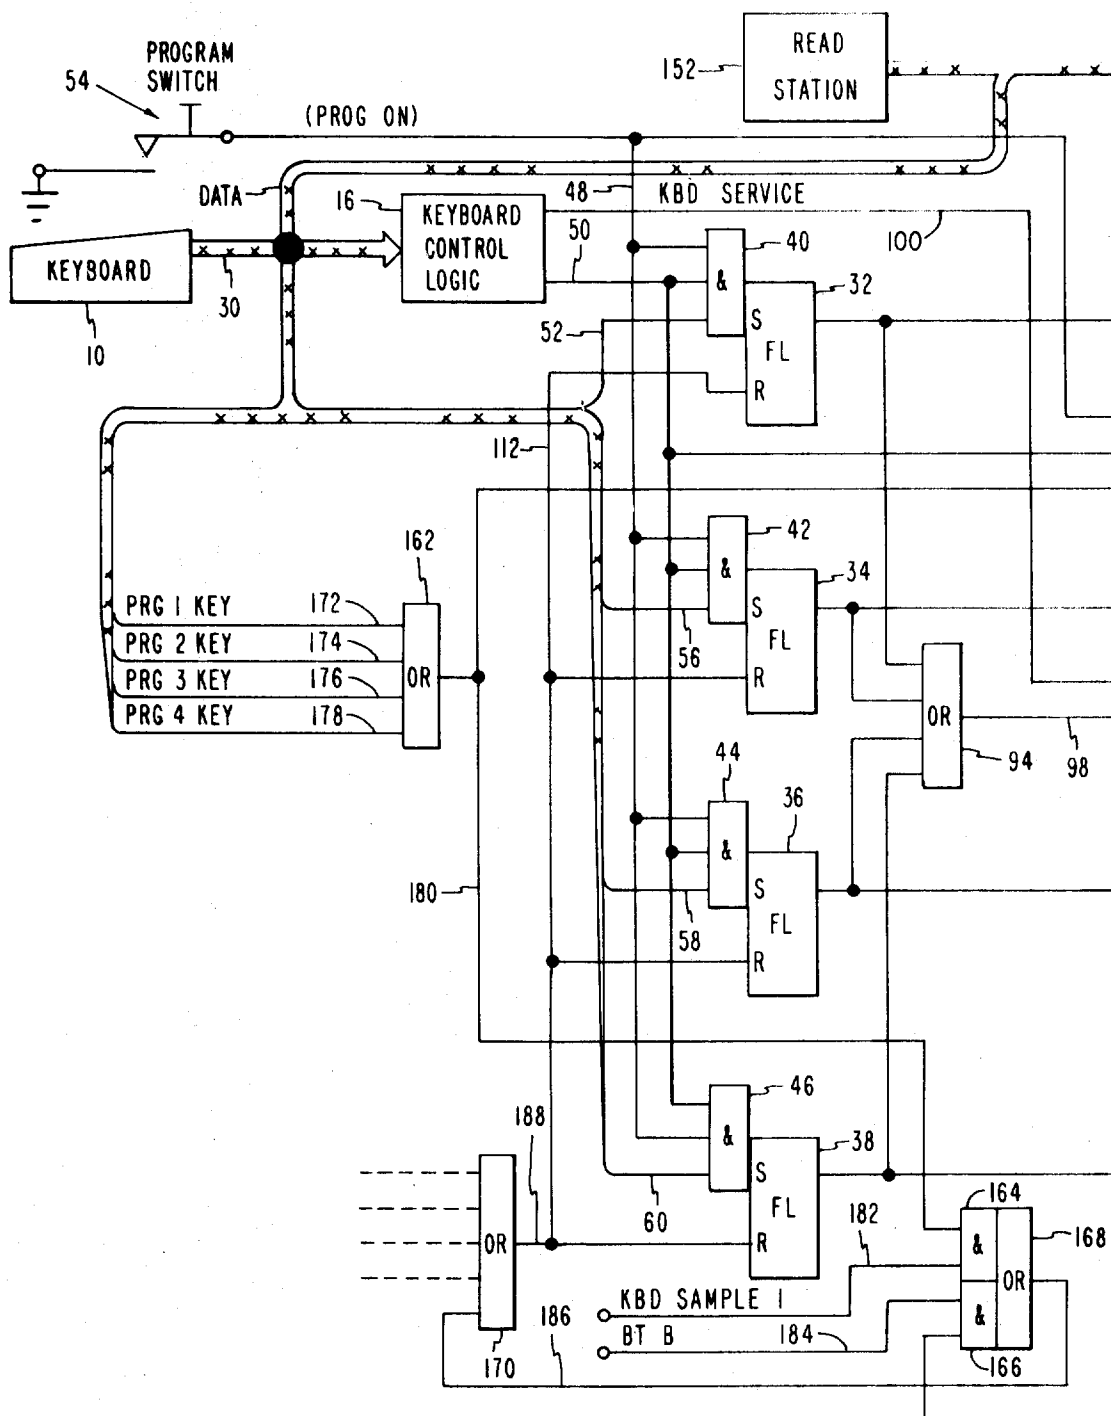 READ
STATION
152
PROGRAM
SWITCH
54
(PROG ON)
DATA
16
48
KBD SERVICE
KEYBOARD
CONTROL
LOGIC
50
100
40
32
KEYBOARD
30
10
&
S
FL
R
52
112
162
42
34
PRG 1 KEY
172
PRG 2 KEY
174
PRG 3 KEY
176
PRG 4 KEY
178
OR
&
S
FL
R
56
OR
94
98
44
36
&
S
FL
R
58
180
46
38
&
S
FL
R
60
188
OR
170
182
164
168
&
OR
&
166
KBD SAMPLE 1
BT B
184
186